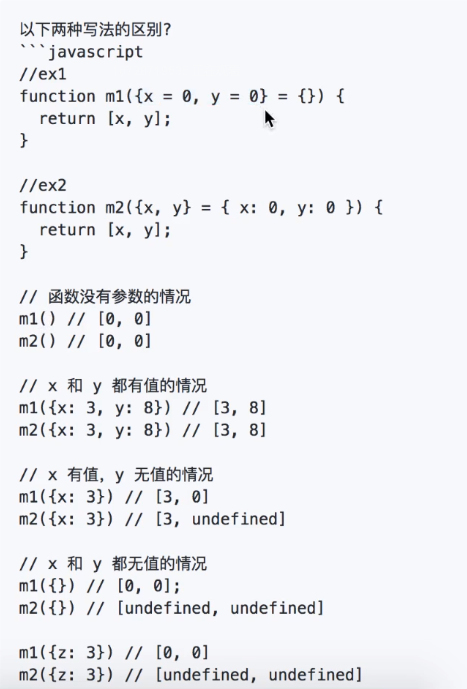 以下两种写法的区别?
```javascript
//ex1
function m1({x = 0, y = 0} = {}) {
  return [x, y];
}
//ex2
function m2({x, y} = { x: 0, y: 0 }) {
  return [x, y];
}
// 函数没有参数的情况
m1() // [0, 0]
m2() // [0, 0]
// x 和 y 都有值的情况
m1({x: 3, y: 8}) // [3, 8]
m2({x: 3, y: 8}) // [3, 8]
// x 有值，y 无值的情况
m1({x: 3}) // [3, 0]
m2({x: 3}) // [3, undefined]
// x 和 y 都无值的情况
m1({}) // [0, 0];
m2({}) // [undefined, undefined]
m1({z: 3}) // [0, 0]
m2({z: 3}) // [undefined, undefined]